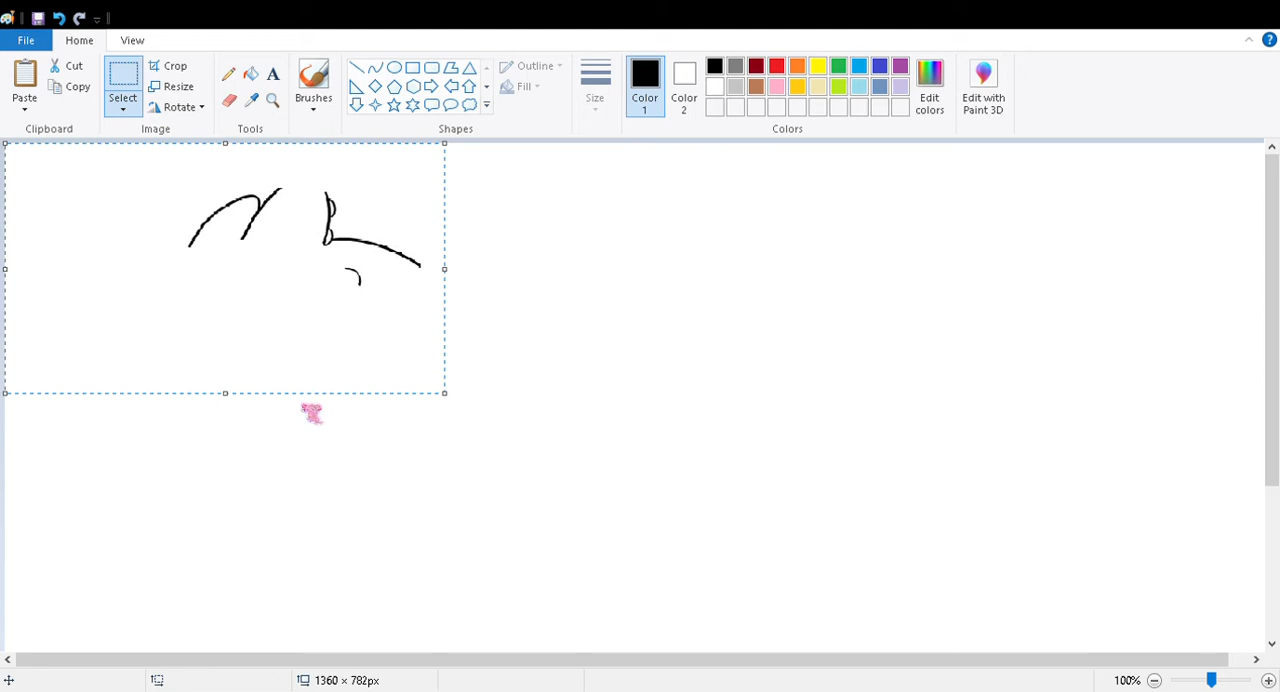 File
Home
View
Paste
Cut
Copy
Clipboard
Select
Crop
Resize
Rotate
Image
Tools
Brushes
Outline
Fill
Shapes
Size
Color 1
Color 2
Edit colors
Colors
Edit with Paint 3D
1360 × 782px
100%